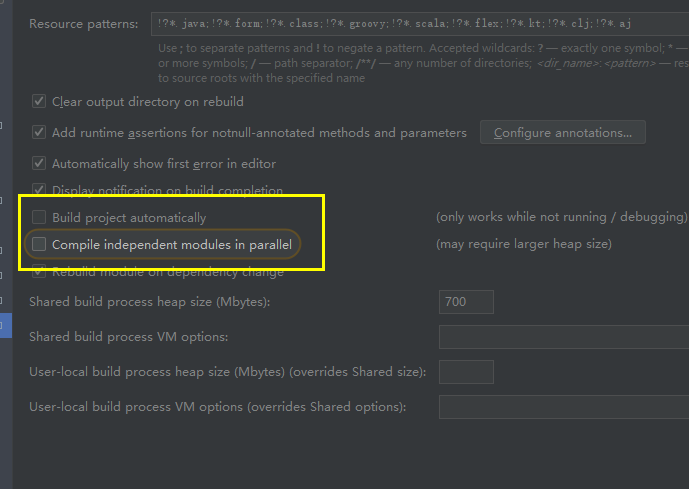 Resource patterns: !?*.java;!?*.form;!?*.class;!?*.groovy;!?*.scala;!?*.flex;!?*.kt;!?*.clj;!?*.aj
Use ; to separate patterns and ! to negate a pattern. Accepted wildcards: ? — exactly one symbol; * —
or more symbols; / — path separator; /**/ — any number of directories; <dir_name>:<pattern> — res
to source roots with the specified name
Clear output directory on rebuild
Add runtime assertions for notnull-annotated methods and parameters Configure annotations...
Automatically show first error in editor
Display notification on build completion
Build project automatically (only works while not running / debugging)
Compile independent modules in parallel (may require larger heap size)
Rebuild module on dependency change
Shared build process heap size (Mbytes): 700
Shared build process VM options:
User-local build process heap size (Mbytes) (overrides Shared size):
User-local build process VM options (overrides Shared options):